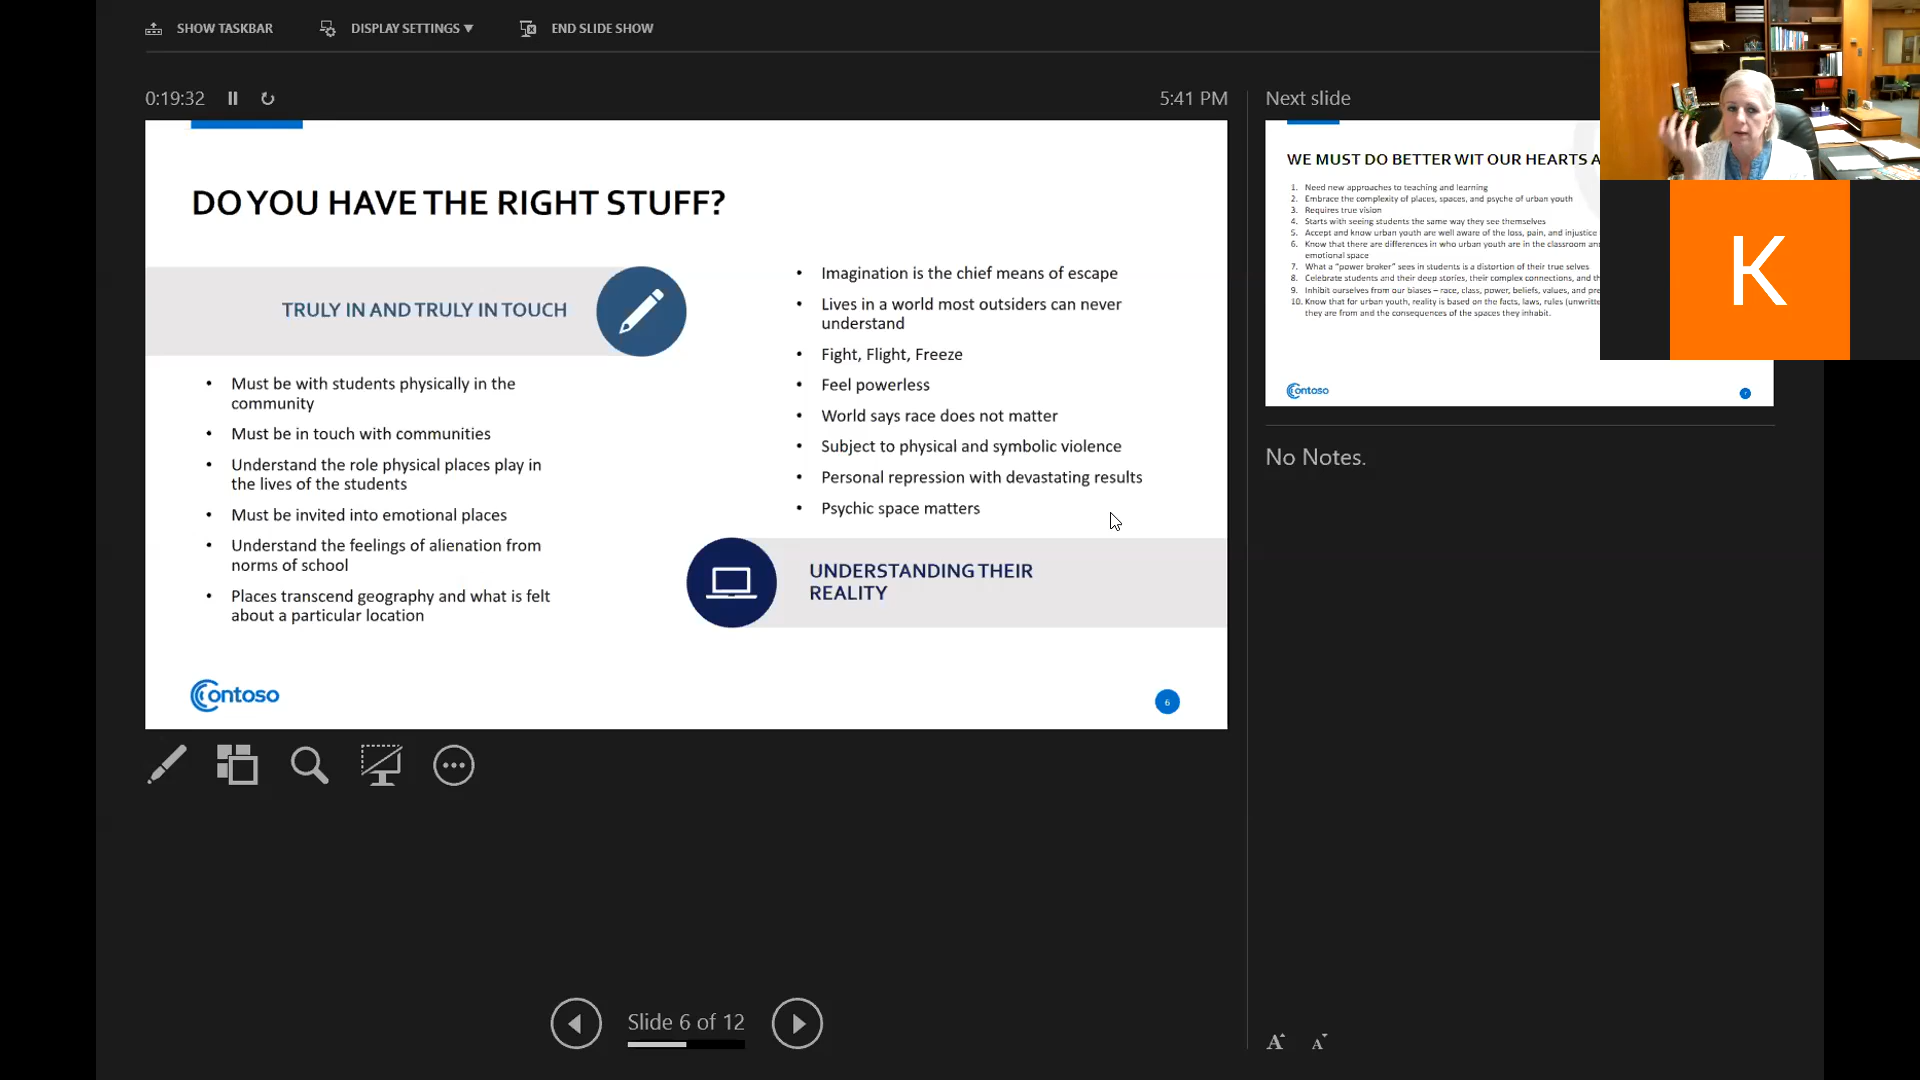 SHOW TASKBAR
DISPLAY SETTINGS
END SLIDE SHOW
0:19:32
5:41 PM
Next slide
DO YOU HAVE THE RIGHT STUFF?
TRULY IN AND TRULY IN TOUCH
• Must be with students physically in the
community
• Must be in touch with communities
• Understand the role physical places play in
the lives of the students
• Must be invited into emotional places
• Understand the feelings of alienation from
norms of school
• Places transcend geography and what is felt
about a particular location
• Imagination is the chief means of escape
• Lives in a world most outsiders can never
understand
• Fight, Flight, Freeze
• Feel powerless
• World says race does not matter
• Subject to physical and symbolic violence
• Personal repression with devastating results
• Psychic space matters
UNDERSTANDING THEIR
REALITY
Contoso
6
WE MUST DO BETTER WIT OUR HEARTS A
1. Need new approaches to teaching and learning
2. Embrace the complexity of places, spaces, and psyche of urban youth
3. Requires true vision
4. Starts with seeing students the same way they see themselves
5. Accept and know urban youth are well aware of the loss, pain, and injustice
6. Know that there are differences in who urban youth are in the classroom an
emotional space
7. What a “power broker” sees in students is a distortion of their true selves
8. Celebrate students and their deep stories, their complex connections, and th
9. Inhibit ourselves from our biases – race, class, power, beliefs, values, and pre
10. Know that for urban youth, reality is based on the facts, laws, rules (unwritte
they are from and the consequences of the spaces they inhabit.
Contoso
7
K
No Notes.
Slide 6 of 12
A A